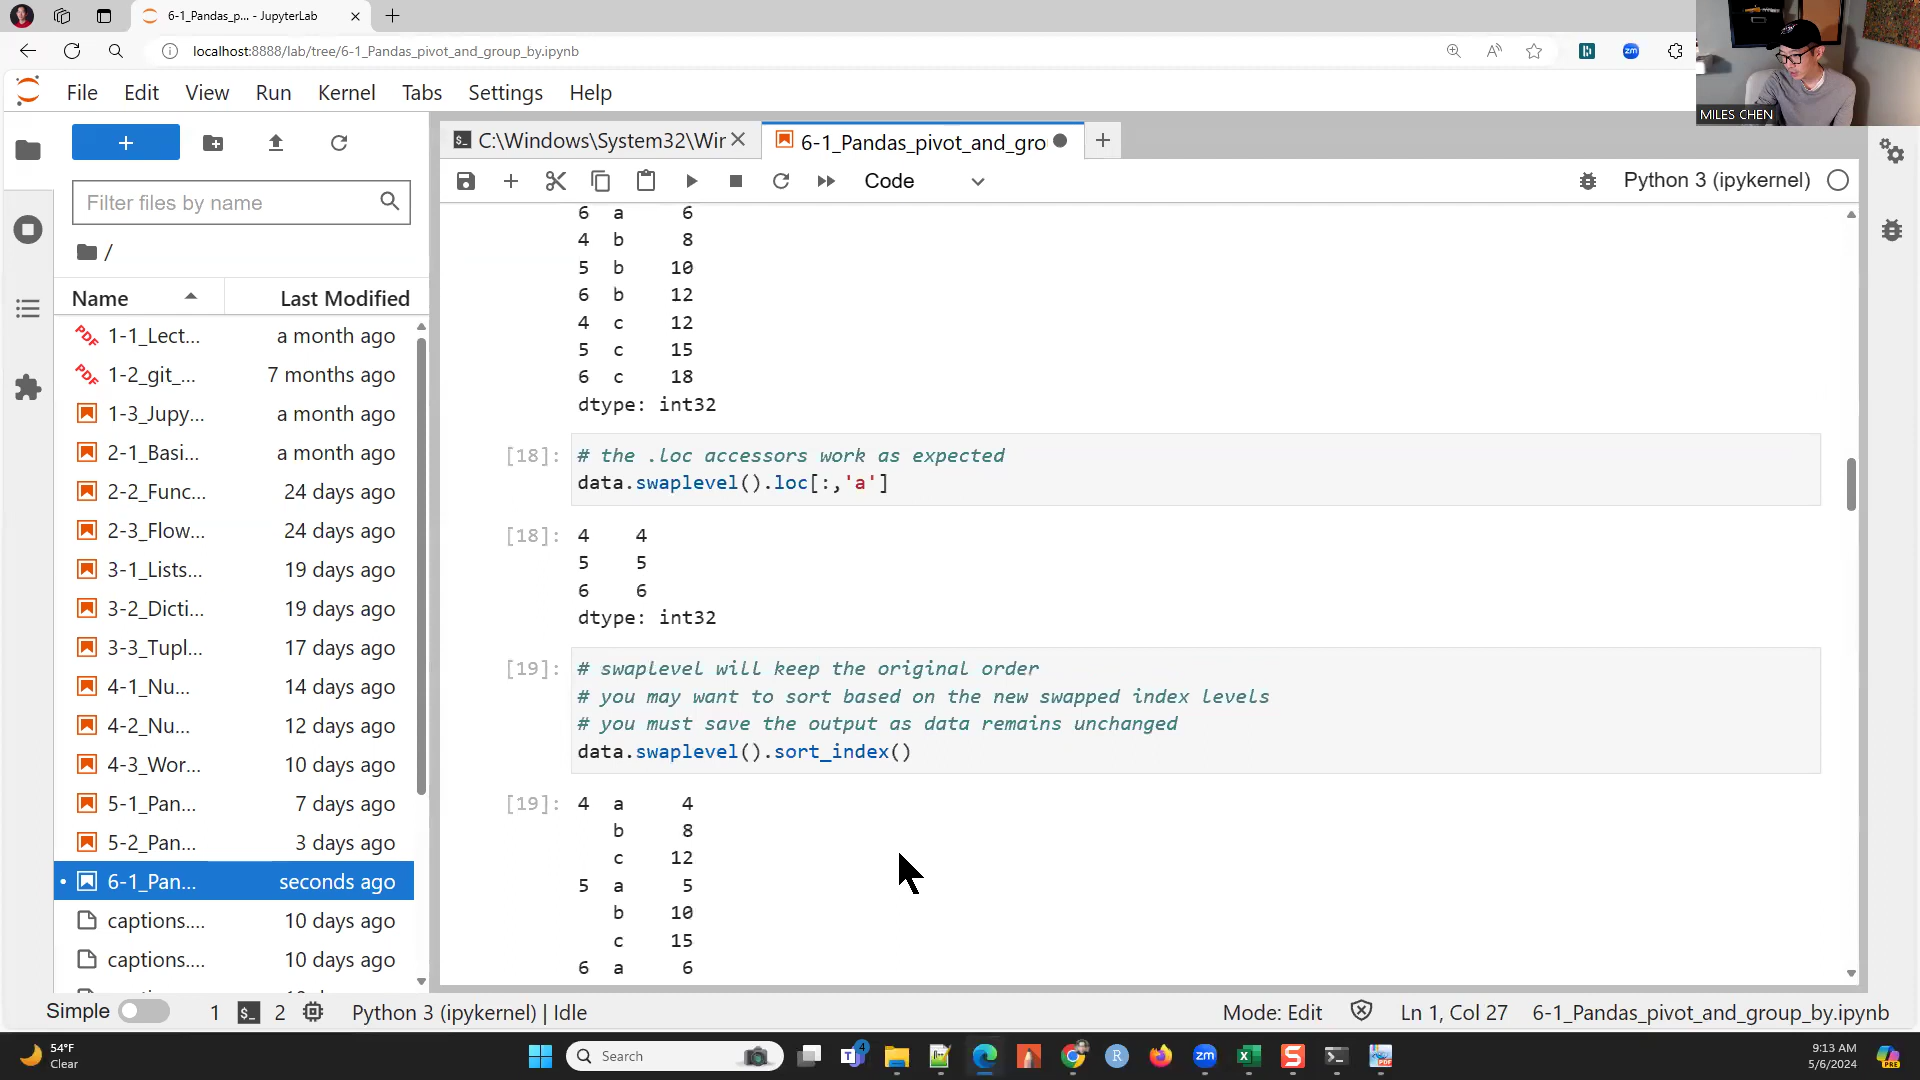 6-1_Pandas_p... - JupyterLab
localhost:8888/lab/tree/6-1_Pandas_pivot_and_group_by.ipynb
MILES CHEN
File Edit View Run Kernel Tabs Settings Help
C:\Windows\System32\Wir
6-1_Pandas_pivot_and_gro
Code
Python 3 (ipykernel)
Filter files by name
/
Name Last Modified
1-1_Lect... a month ago
1-2_git_... 7 months ago
1-3_Jupy... a month ago
2-1_Basi... a month ago
2-2_Func... 24 days ago
2-3_Flow... 24 days ago
3-1_Lists... 19 days ago
3-2_Dicti... 19 days ago
3-3_Tupl... 17 days ago
4-1_Nu... 14 days ago
4-2_Nu... 12 days ago
4-3_Wor... 10 days ago
5-1_Pan... 7 days ago
5-2_Pan... 3 days ago
6-1_Pan... seconds ago
captions.... 10 days ago
captions.... 10 days ago
6 a 6
4 b 8
5 b 10
6 b 12
4 c 12
5 c 15
6 c 18
dtype: int32
[18]: # the .loc accessors work as expected
data.swaplevel().loc[:,'a']
[18]: 4 4
5 5
6 6
dtype: int32
[19]: # swaplevel will keep the original order
# you may want to sort based on the new swapped index levels
# you must save the output as data remains unchanged
data.swaplevel().sort_index()
[19]: 4 a 4
b 8
c 12
5 a 5
b 10
c 15
6 a 6
Simple 1 $_ 2 Python 3 (ipykernel) | Idle
Mode: Edit Ln 1, Col 27 6-1_Pandas_pivot_and_group_by.ipynb
54°F
Clear
Search
9:13 AM
5/6/2024